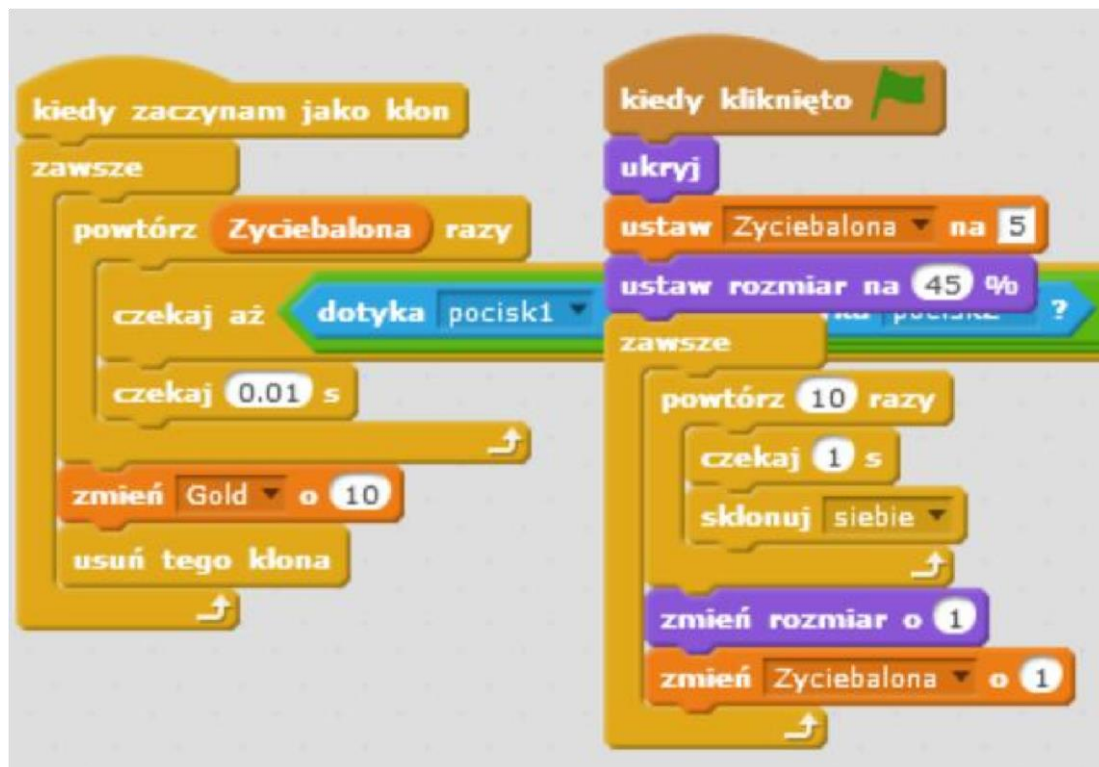 kiedy zaczynam jako klon
zawsze
powtórz Zyciebalona razy
czekaj aż dotyka pocisk1
czekaj 0.01 s
zmień Gold o 10
usuń tego klona
kiedy kliknięto
ukryj
ustaw Zyciebalona na 5
ustaw rozmiar na 45 %
?
zawsze
powtórz 10 razy
czekaj 1 s
sklonuj siebie
zmień rozmiar o 1
zmień Zyciebalona o 1